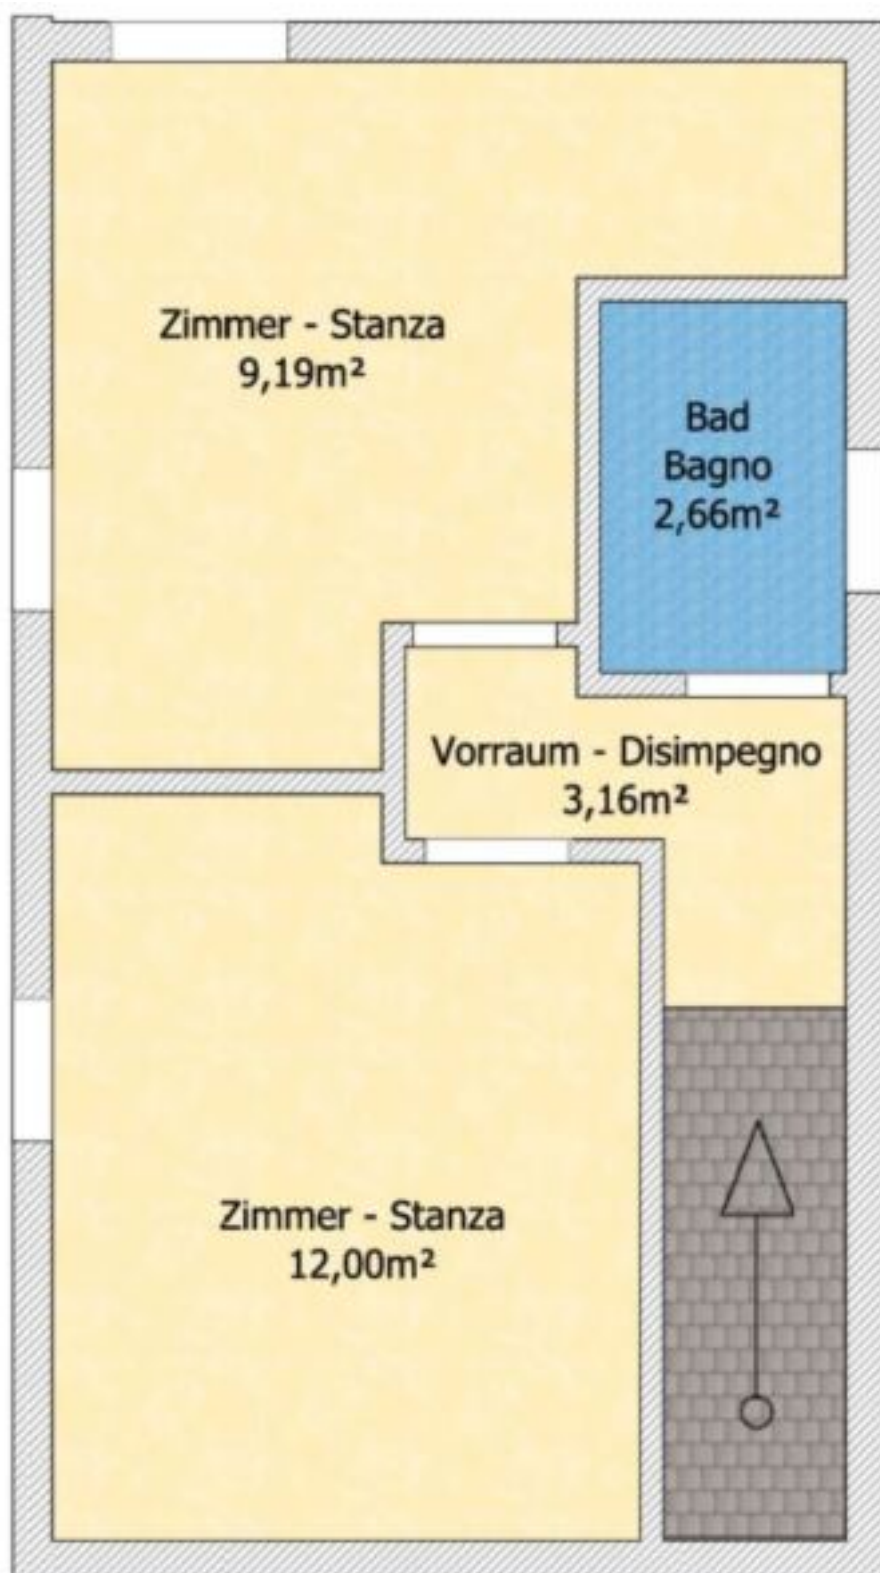 Zimmer - Stanza
9,19m²
Bad
Bagno
2,66m²
Vorraum - Disimpegno
3,16m²
Zimmer - Stanza
12,00m²